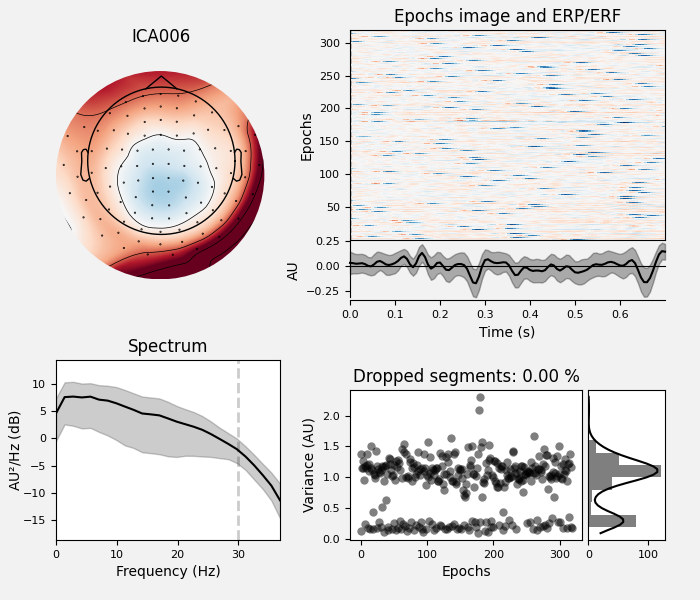 ICA006
Epochs image and ERP/ERF
Epochs
300
250
200
150
100
50
AU
0.25
0.00
−0.25
0.0 0.1 0.2 0.3 0.4 0.5 0.6
Time (s)
Spectrum
AU²/Hz (dB)
10
5
0
−5
−10
−15
0 10 20 30
Frequency (Hz)
Dropped segments: 0.00 %
Variance (AU)
2.0
1.5
1.0
0.5
0.0
0 100 200 300
Epochs
0 100